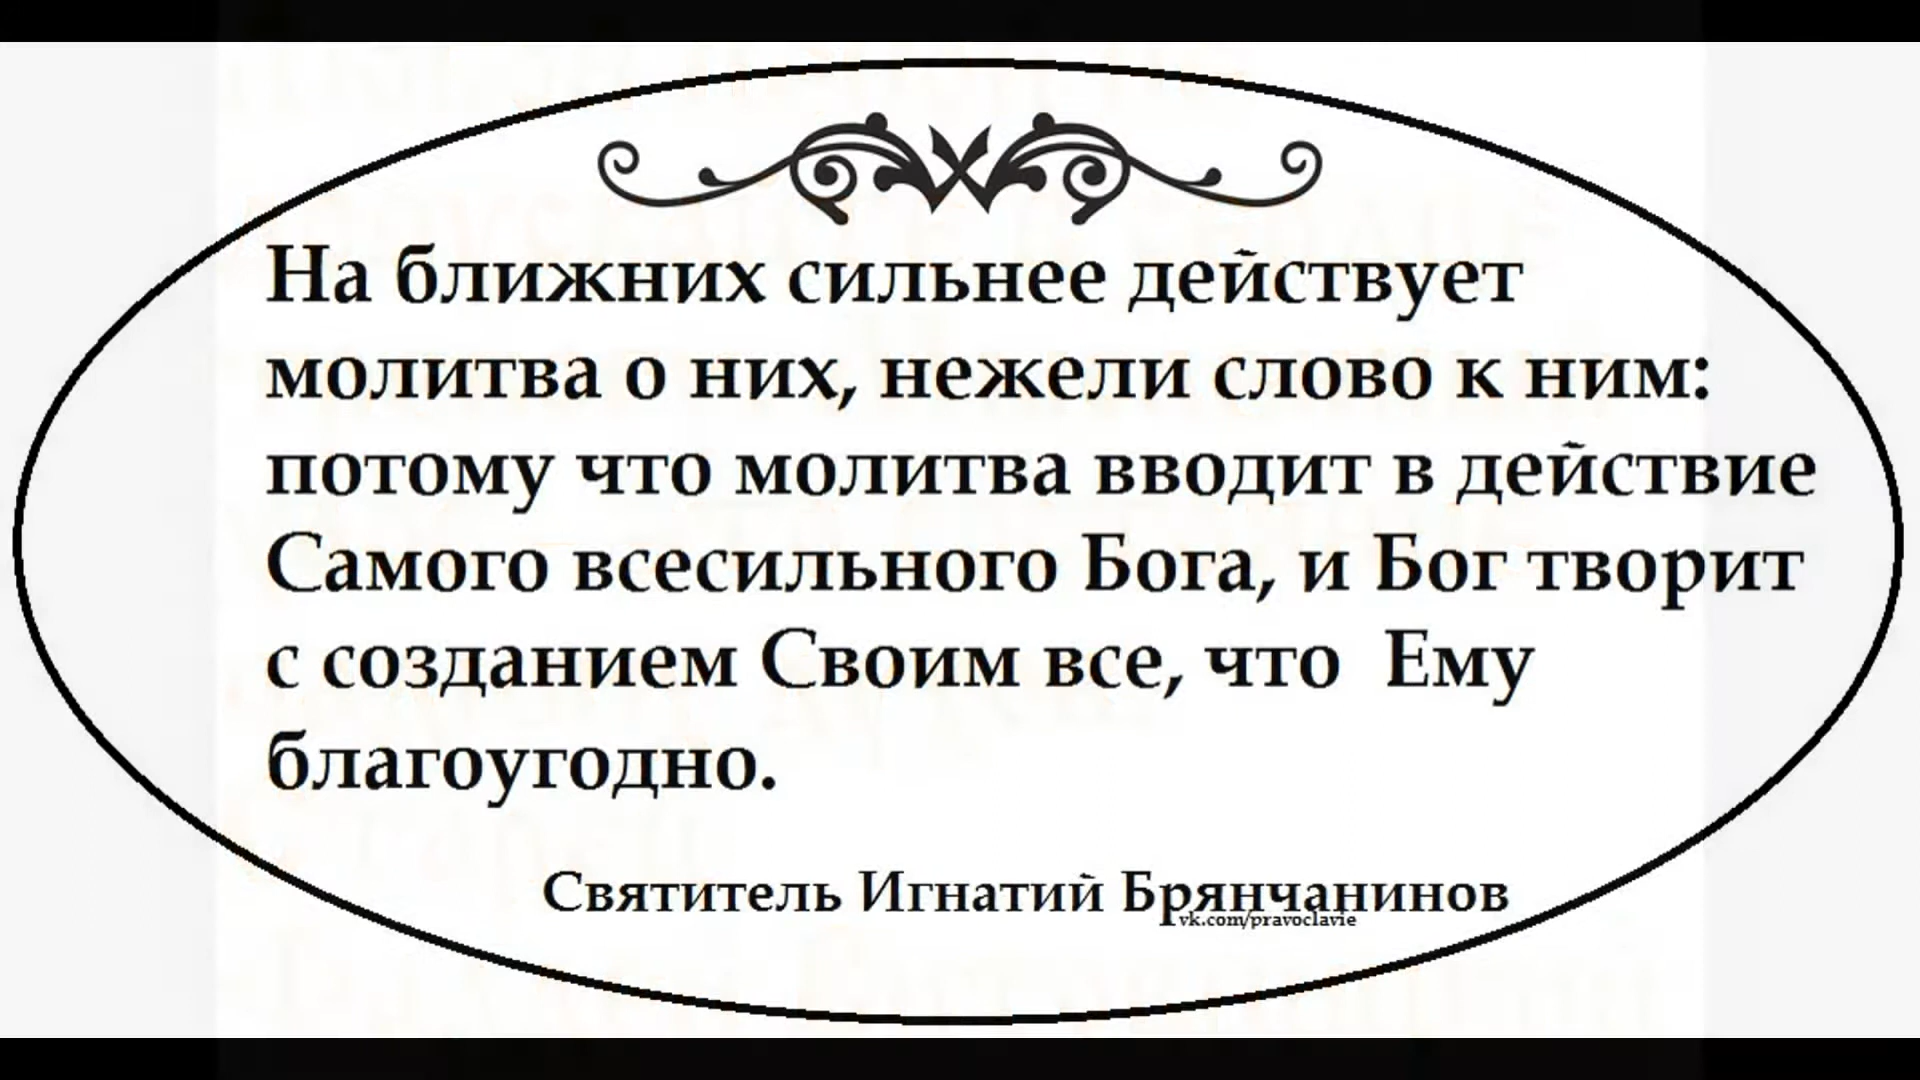 На ближних сильнее действует
молитва о них, нежели слово к ним:
потому что молитва вводит в действие
Самого всесильного Бога, и Бог творит
с созданием Своим все, что Ему
благоугодно.
Святитель Игнатий Брянчанинов
vk.com/pravoclavie